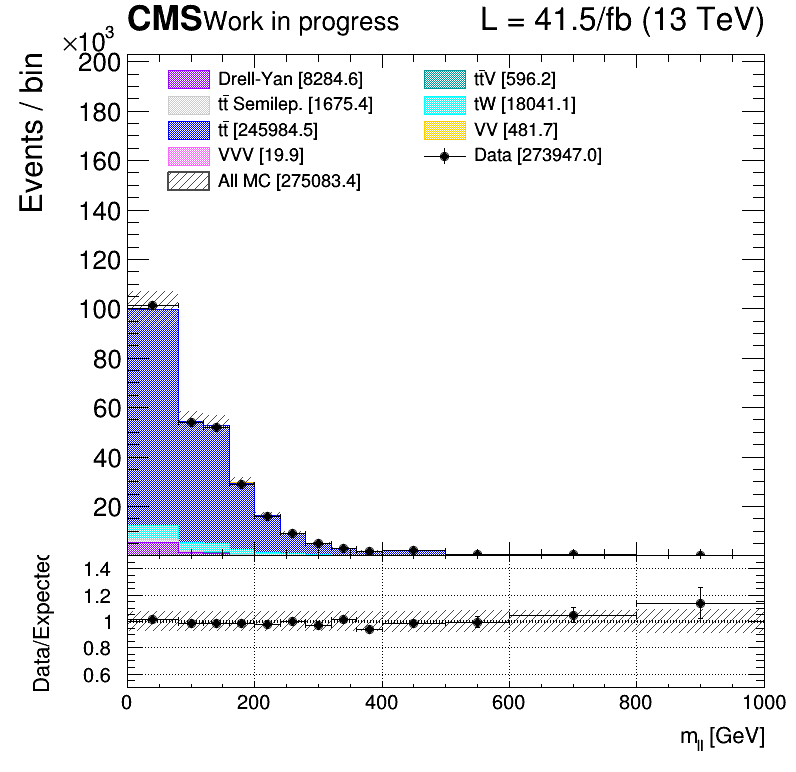 CMS Work in progress L = 41.5/fb (13 TeV)
×10³
Events / bin
200
180
160
140
120
100
80
60
40
20
Drell-Yan [8284.6]
tt̄ Semilep. [1675.4]
tt̄ [245984.5]
VVV [19.9]
All MC [275083.4]
tt̄V [596.2]
tW [18041.1]
VV [481.7]
Data [273947.0]
Data/Expected
1.4
1.2
1
0.8
0.6
0 200 400 600 800 1000
m_ll [GeV]